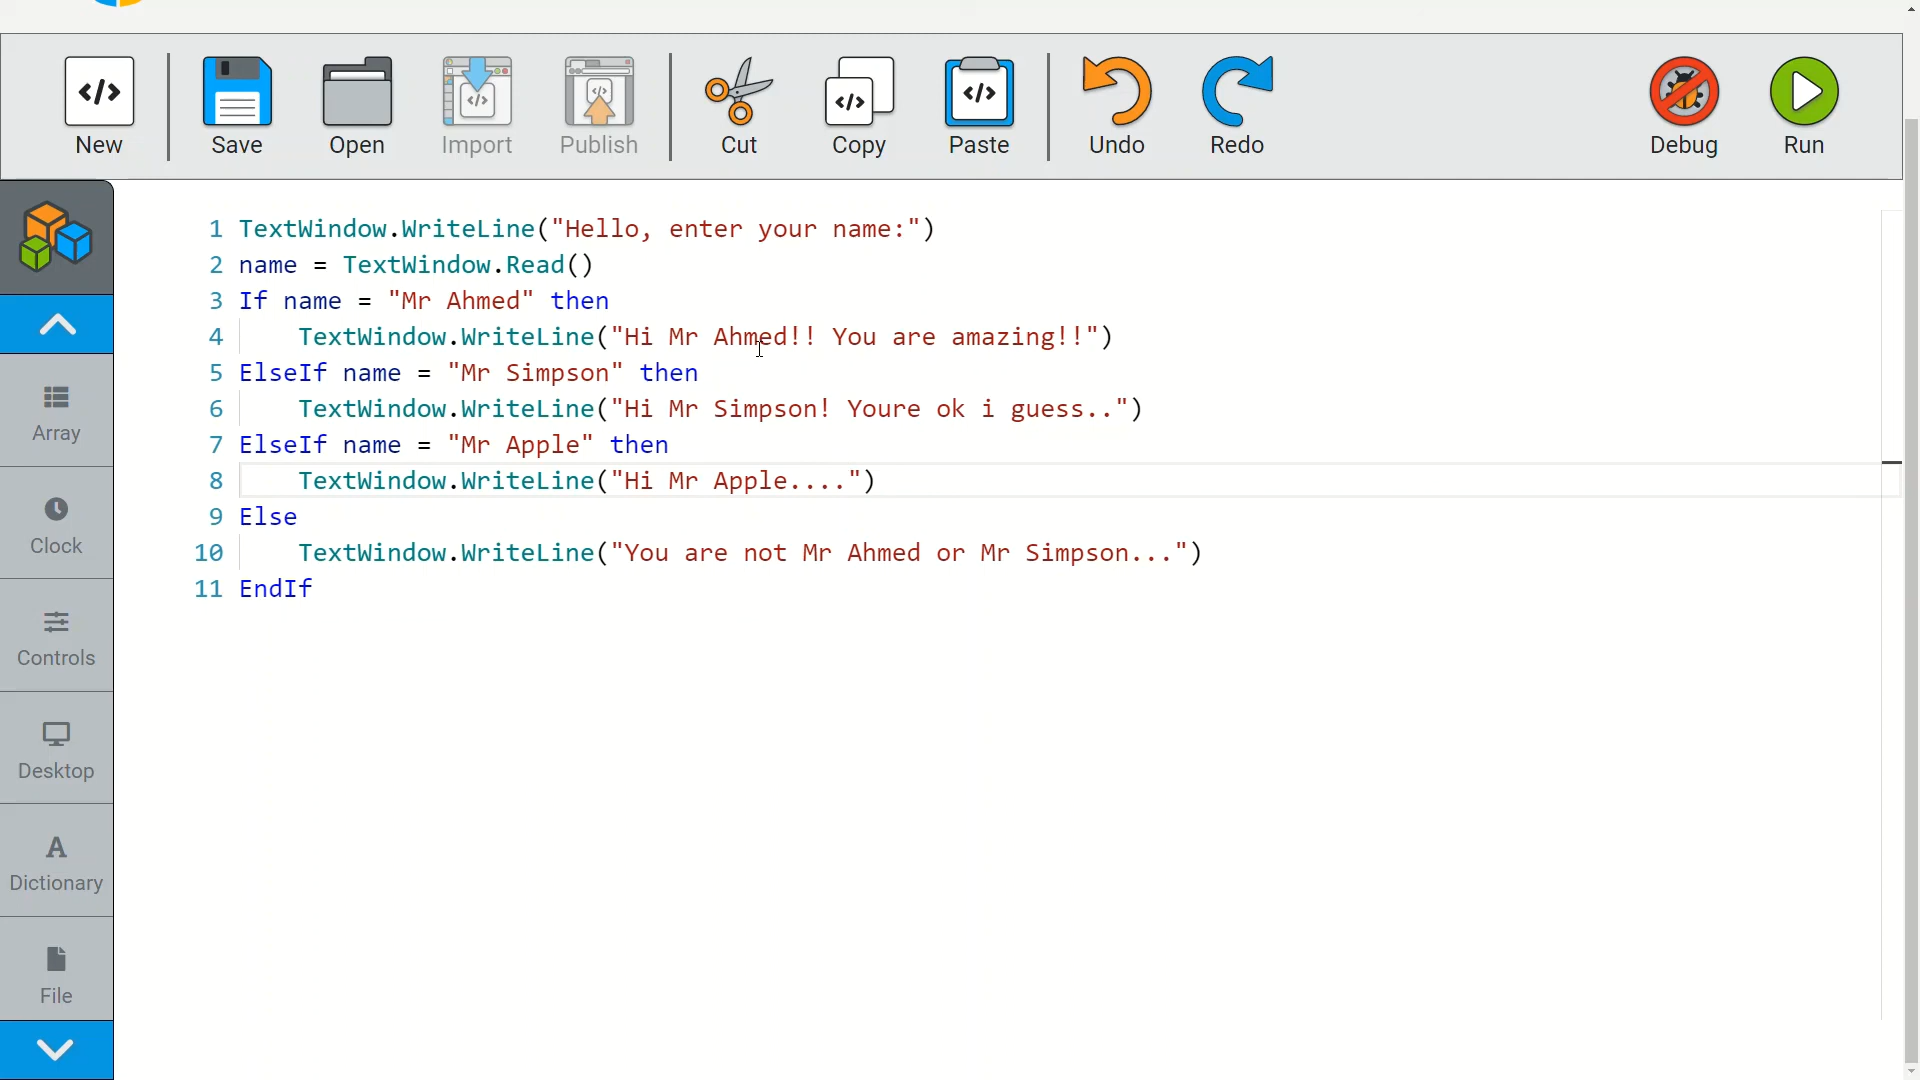 New
Save
Open
Import
Publish
Cut
Copy
Paste
Undo
Redo
Debug
Run
Array
Clock
Controls
Desktop
Dictionary
File
1 TextWindow.WriteLine("Hello, enter your name:")
2 name = TextWindow.Read()
3 If name = "Mr Ahmed" then
4 TextWindow.WriteLine("Hi Mr Ahmed!! You are amazing!!")
5 ElseIf name = "Mr Simpson" then
6 TextWindow.WriteLine("Hi Mr Simpson! Youre ok i guess..")
7 ElseIf name = "Mr Apple" then
8 TextWindow.WriteLine("Hi Mr Apple....")
9 Else
10 TextWindow.WriteLine("You are not Mr Ahmed or Mr Simpson...")
11 EndIf